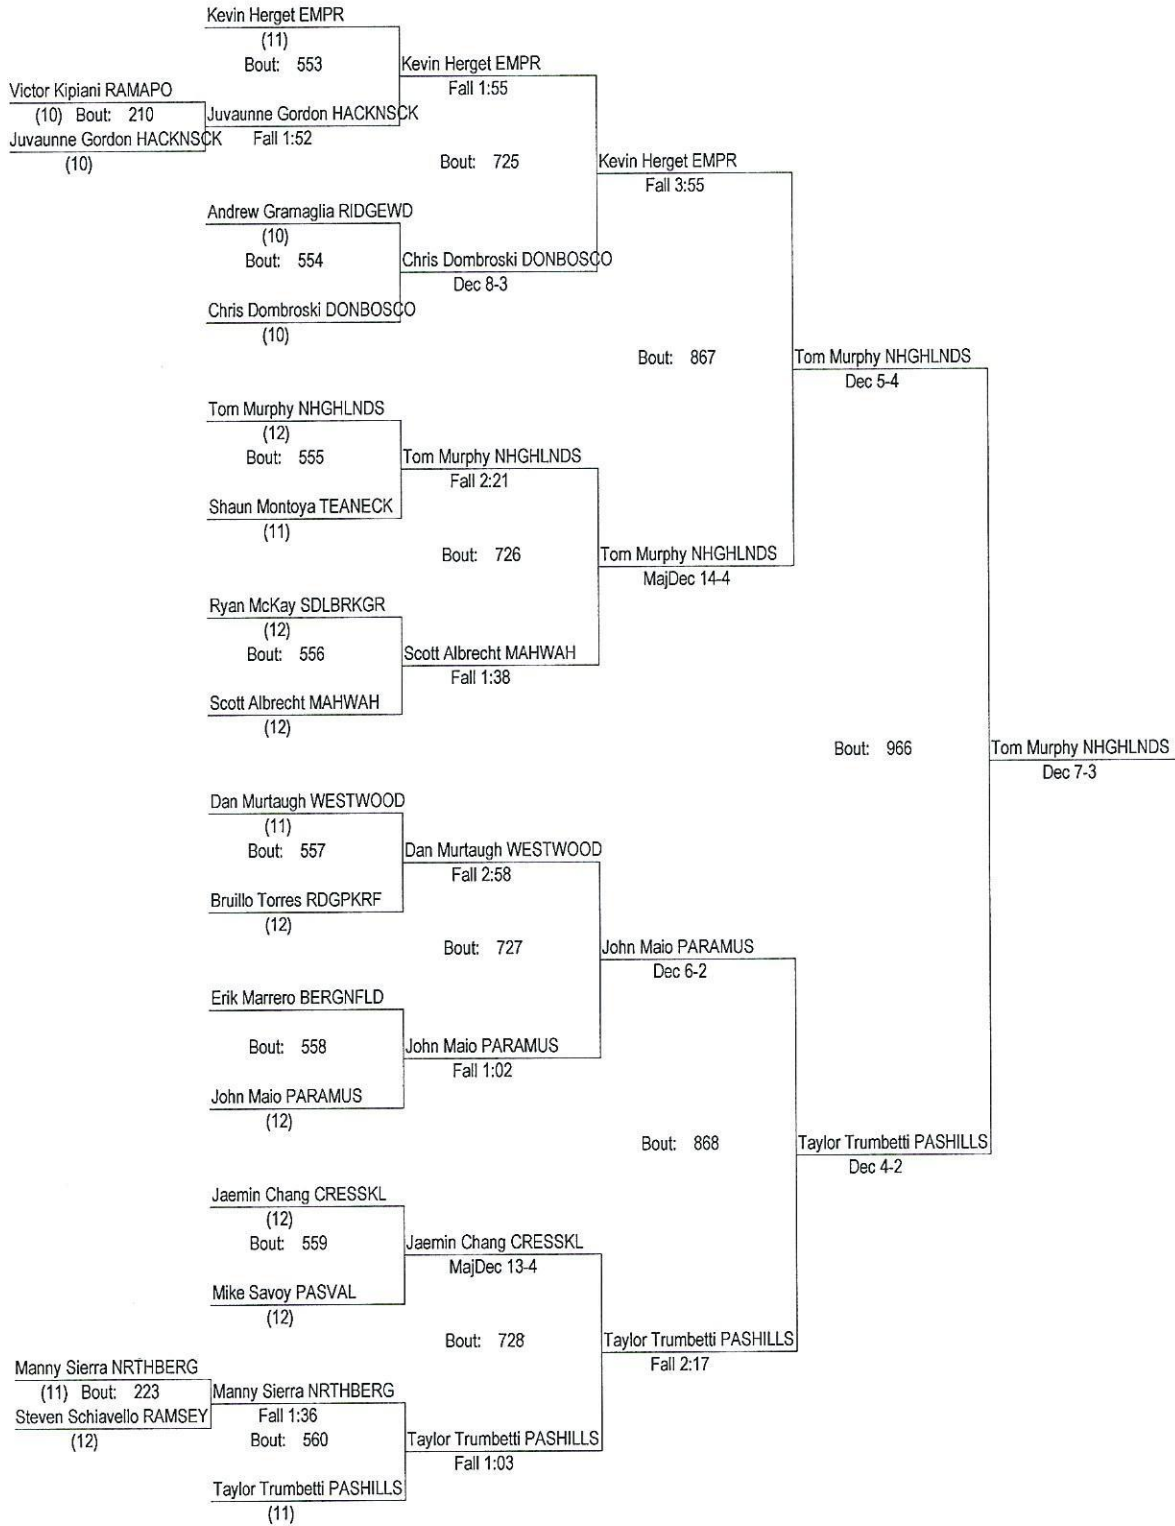 Kevin Herget EMPR
(11)
Bout: 553
Kevin Herget EMPR
Fall 1:55
Victor Kipiani RAMAPO
(10) Bout: 210
Juvaunne Gordon HACKNSCK
(10)
Juvaunne Gordon HACKNSCK
Fall 1:52
Bout: 725
Kevin Herget EMPR
Fall 3:55
Andrew Gramaglia RIDGEWD
(10)
Bout: 554
Chris Dombroski DONBOSCO
Dec 8-3
Chris Dombroski DONBOSCO
(10)
Bout: 867
Tom Murphy NHGHLNDS
Dec 5-4
Tom Murphy NHGHLNDS
(12)
Bout: 555
Tom Murphy NHGHLNDS
Fall 2:21
Shaun Montoya TEANECK
(11)
Bout: 726
Tom Murphy NHGHLNDS
MajDec 14-4
Ryan McKay SDLBRKGR
(12)
Bout: 556
Scott Albrecht MAHWAH
Fall 1:38
Scott Albrecht MAHWAH
(12)
Bout: 966
Tom Murphy NHGHLNDS
Dec 7-3
Dan Murtaugh WESTWOOD
(11)
Bout: 557
Dan Murtaugh WESTWOOD
Fall 2:58
Bruillo Torres RDGPKRF
(12)
Bout: 727
John Maio PARAMUS
Dec 6-2
Erik Marrero BERGNFLD
Bout: 558
John Maio PARAMUS
Fall 1:02
John Maio PARAMUS
(12)
Bout: 868
Taylor Trumbetti PASHILLS
Dec 4-2
Jaemin Chang CRESSKL
(12)
Bout: 559
Jaemin Chang CRESSKL
MajDec 13-4
Mike Savoy PASVAL
(12)
Bout: 728
Taylor Trumbetti PASHILLS
Fall 2:17
Manny Sierra NRTHBERG
(11) Bout: 223
Steven Schiavello RAMSEY
(12)
Manny Sierra NRTHBERG
Fall 1:36
Bout: 560
Taylor Trumbetti PASHILLS
Fall 1:03
Taylor Trumbetti PASHILLS
(11)